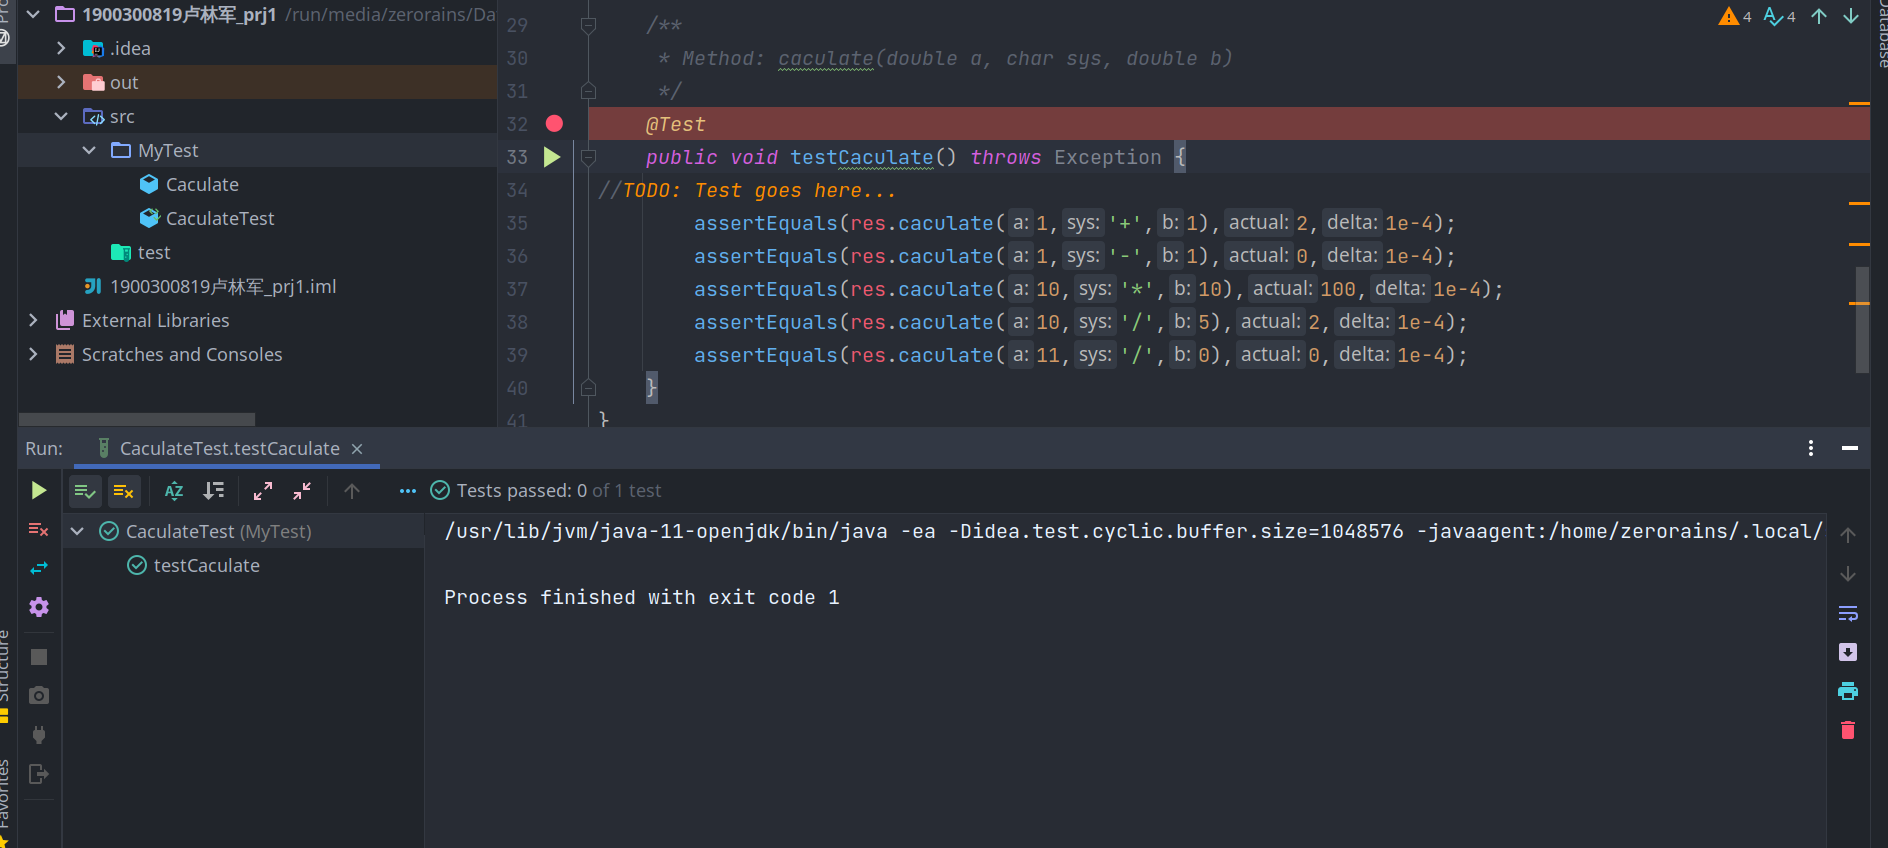 Pro
1900300819卢林军_prj1 /run/media/zerorains/Da
.idea
out
src
MyTest
Caculate
CaculateTest
test
1900300819卢林军_prj1.iml
External Libraries
Scratches and Consoles
29 /**
30 * Method: caculate(double a, char sys, double b)
31 */
32 @Test
33 public void testCaculate() throws Exception {
34 //TODO: Test goes here...
35 assertEquals(res.caculate( a: 1, sys: '+', b: 1), actual: 2, delta: 1e-4);
36 assertEquals(res.caculate( a: 1, sys: '-', b: 1), actual: 0, delta: 1e-4);
37 assertEquals(res.caculate( a: 10, sys: '*', b: 10), actual: 100, delta: 1e-4);
38 assertEquals(res.caculate( a: 10, sys: '/', b: 5), actual: 2, delta: 1e-4);
39 assertEquals(res.caculate( a: 11, sys: '/', b: 0), actual: 0, delta: 1e-4);
40 }
41 }
4 4
Database
Run: CaculateTest.testCaculate
Tests passed: 0 of 1 test
CaculateTest (MyTest)
testCaculate
/usr/lib/jvm/java-11-openjdk/bin/java -ea -Didea.test.cyclic.buffer.size=1048576 -javaagent:/home/zerorains/.local/
Process finished with exit code 1
Structure
Favorites